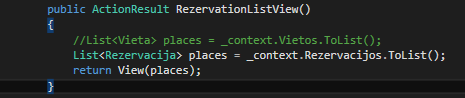 public ActionResult RezervationListView()
{
//List<Vieta> places = _context.Vietos.ToList();
List<Rezervacija> places = _context.Rezervacijos.ToList();
return View(places);
}